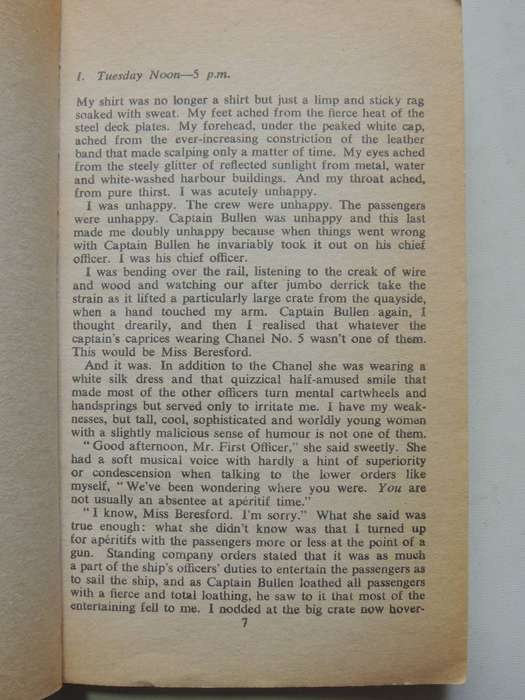 1. Tuesday Noon—5 p.m.
My shirt was no longer a shirt but just a limp and sticky rag
soaked with sweat. My feet ached from the fierce heat of the
steel deck plates. My forehead, under the peaked white cap,
ached from the ever-increasing constriction of the leather
band that made scalping only a matter of time. My eyes ached
from the steely glitter of reflected sunlight from metal, water
and white-washed harbour buildings. And my throat ached,
from pure thirst. I was acutely unhappy.
I was unhappy. The crew were unhappy. The passengers
were unhappy. Captain Bullen was unhappy and this last
made me doubly unhappy because when things went wrong
with Captain Bullen he invariably took it out on his chief
officer. I was his chief officer.
I was bending over the rail, listening to the creak of wire
and wood and watching our after jumbo derrick take the
strain as it lifted a particularly large crate from the quayside,
when a hand touched my arm. Captain Bullen again, I
thought drearily, and then I realised that whatever the
captain's caprices wearing Chanel No. 5 wasn't one of them.
This would be Miss Beresford.
And it was. In addition to the Chanel she was wearing a
white silk dress and that quizzical half-amused smile that
made most of the other officers turn mental cartwheels and
handsprings but served only to irritate me. I have my weak-
nesses, but tall, cool, sophisticated and worldly young women
with a slightly malicious sense of humour is not one of them.
"Good afternoon, Mr. First Officer," she said sweetly. She
had a soft musical voice with hardly a hint of superiority
or condescension when talking to the lower orders like
myself, "We've been wondering where you were. You are
not usually an absentee at apéritif time."
"I know, Miss Beresford. I'm sorry." What she said was
true enough: what she didn't know was that I turned up
for apéritifs with the passengers more or less at the point of a
gun. Standing company orders stated that it was as much
a part of the ship's officers' duties to entertain the passengers as
to sail the ship, and as Captain Bullen loathed all passengers
with a fierce and total loathing, he saw to it that most of the
entertaining fell to me. I nodded at the big crate now hover-
7